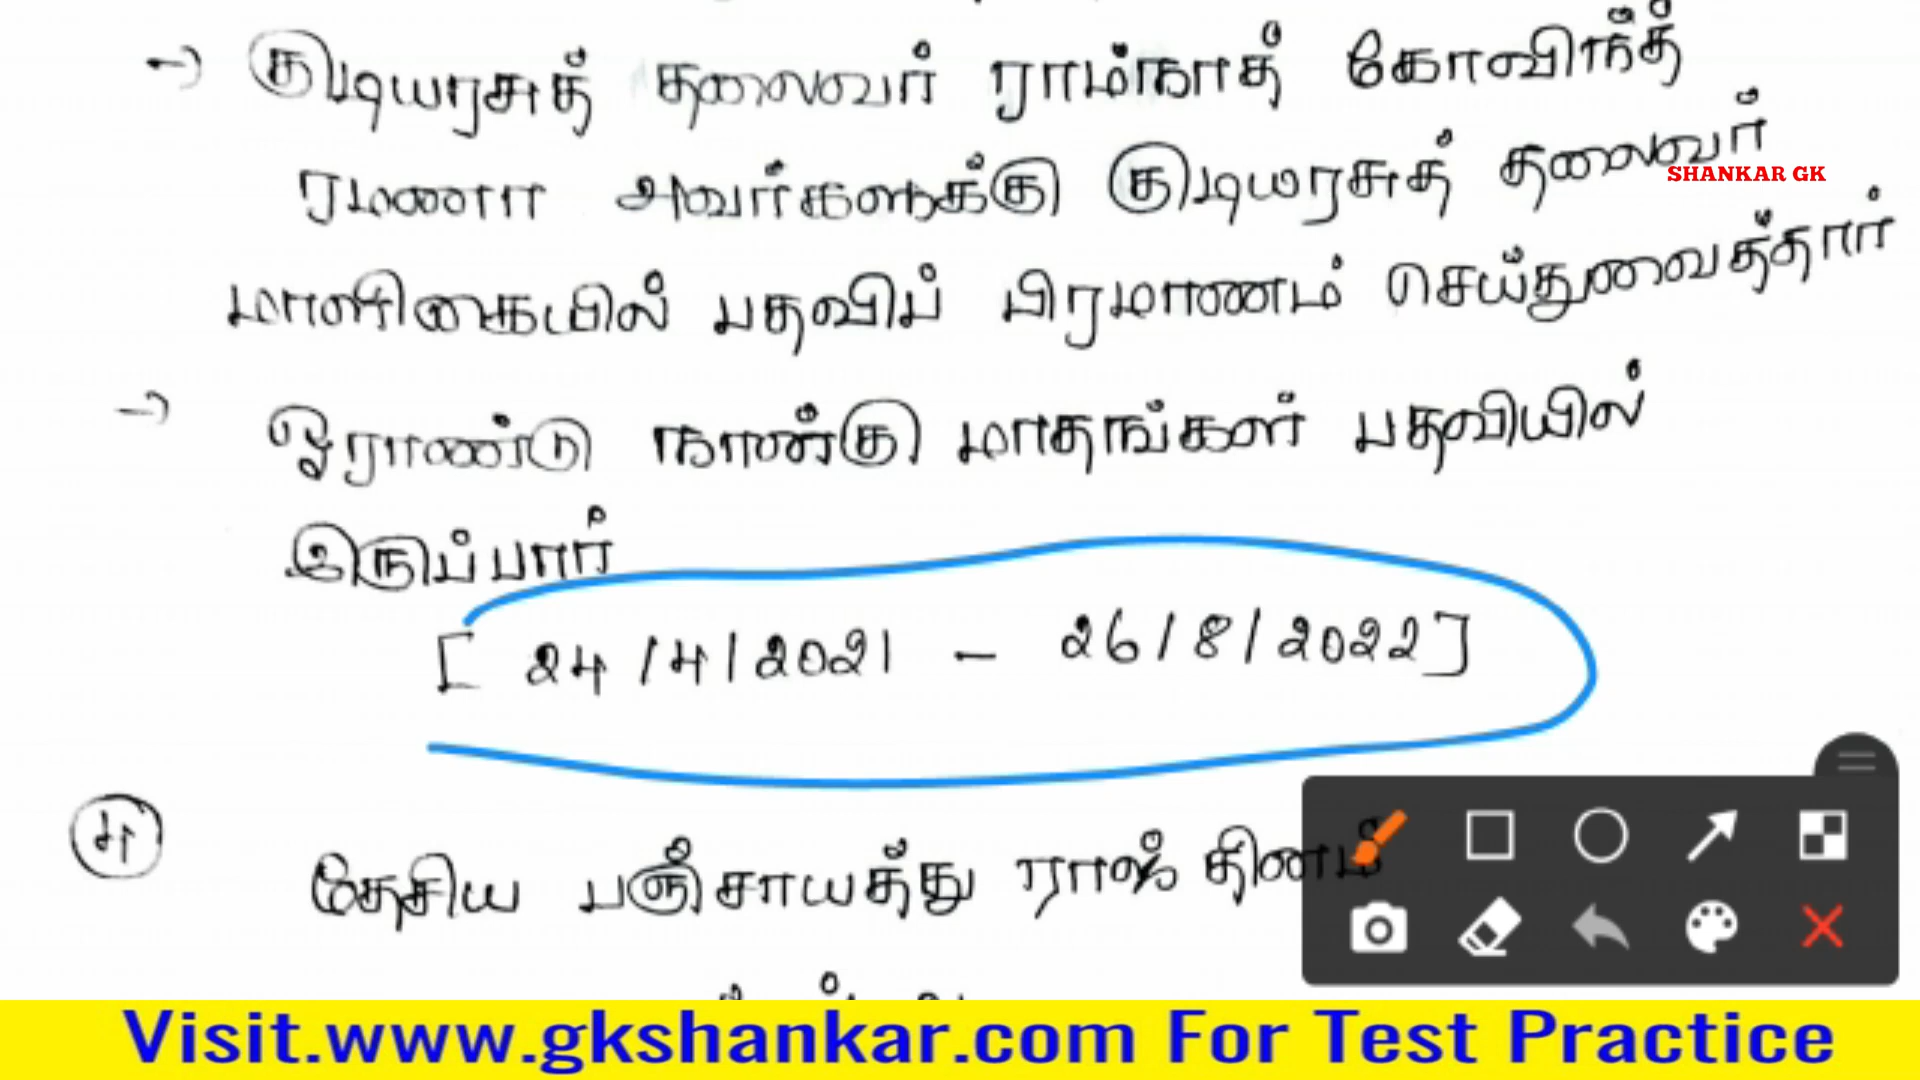 → குடியரசுத் தலைவர் ராம்நாத் கோவிந்த்
ரமணா அவர்களுக்கு குடியரசுத் தலைவர்
SHANKAR GK
மாளிகையில் பதவிப் பிரமாணம் செய்துவைத்தார்
→ ஓராண்டு நான்கு மாதங்கள் பதவியில்
இருப்பார்
[ 24/4/2021 - 26/8/2022]
தேசிய பஞ்சாயத்து ராஜ் தினம்
Visit.www.gkshankar.com For Test Practice